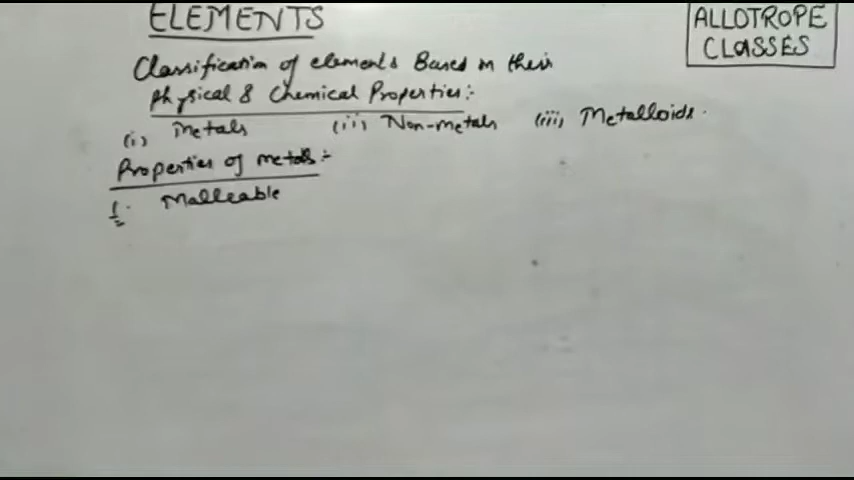 ELEMENTS
ALLOTROPE
CLASSES
Classification of elements Based on their
Physical & Chemical Properties:-
(i) Metals (ii) Non-metals (iii) Metalloids.
Properties of metals:-
1. Malleable